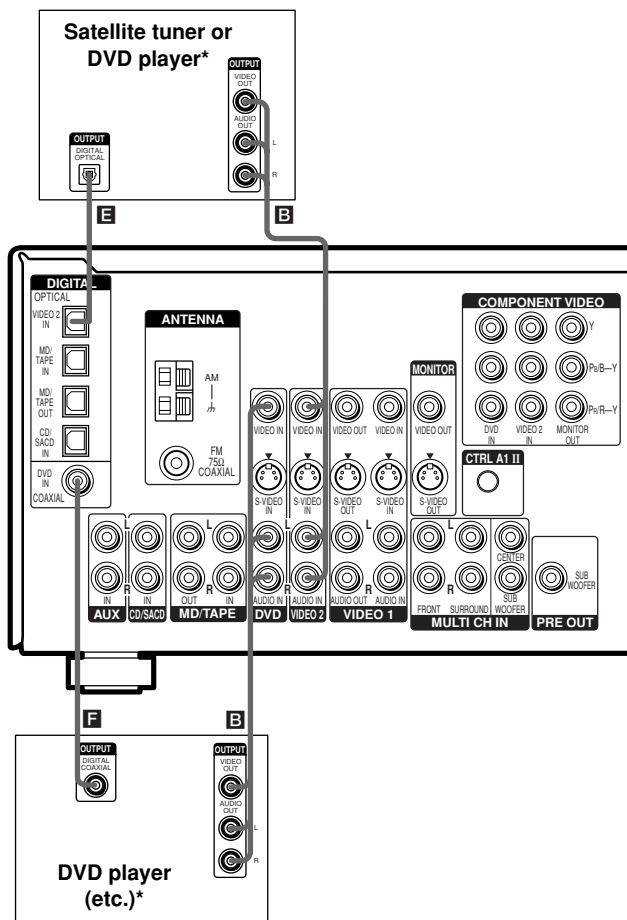 Satellite tuner or
DVD player*
OUTPUT
VIDEO
OUT
AUDIO
OUT
L
R
OUTPUT
DIGITAL
OPTICAL
E
B
DIGITAL
OPTICAL
VIDEO 2
IN
MD/
TAPE
IN
MD/
TAPE
OUT
CD/
SACD
IN
DVD
IN
COAXIAL
ANTENNA
AM
FM
75Ω
COAXIAL
COMPONENT VIDEO
Y
PB/B—Y
PR/R—Y
DVD
IN
VIDEO 2
IN
MONITOR
OUT
MONITOR
VIDEO IN
VIDEO IN
VIDEO OUT
VIDEO IN
VIDEO OUT
CTRL A1 II
S-VIDEO
IN
S-VIDEO
IN
S-VIDEO
OUT
S-VIDEO
IN
S-VIDEO
OUT
L
L
L
L
L
L
CENTER
R
R
R
R
R
R
SUB
WOOFER
IN
IN
OUT
IN
AUDIO IN
AUDIO IN
AUDIO OUT
AUDIO IN
FRONT
SURROUND
SUB
WOOFER
AUX
CD/SACD
MD/TAPE
DVD
VIDEO 2
VIDEO 1
MULTI CH IN
PRE OUT
F
B
OUTPUT
DIGITAL
COAXIAL
OUTPUT
VIDEO
OUT
AUDIO
OUT
L
R
DVD player
(etc.)*